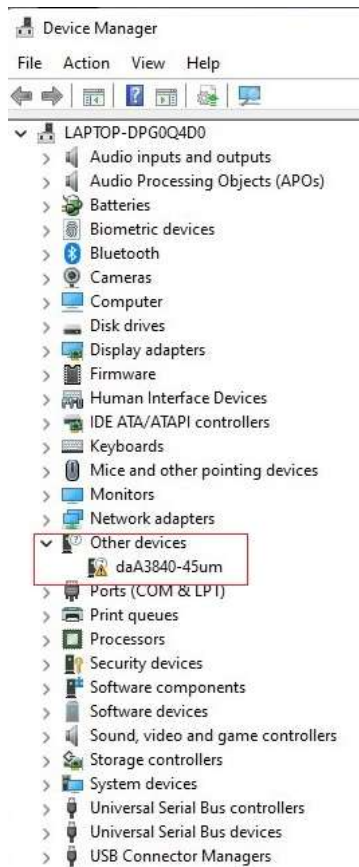 Device Manager
File Action View Help
LAPTOP-DPG0Q4D0
Audio inputs and outputs
Audio Processing Objects (APOs)
Batteries
Biometric devices
Bluetooth
Cameras
Computer
Disk drives
Display adapters
Firmware
Human Interface Devices
IDE ATA/ATAPI controllers
Keyboards
Mice and other pointing devices
Monitors
Network adapters
Other devices
daA3840-45um
Ports (COM & LPT)
Print queues
Processors
Security devices
Software components
Software devices
Sound, video and game controllers
Storage controllers
System devices
Universal Serial Bus controllers
Universal Serial Bus devices
USB Connector Managers